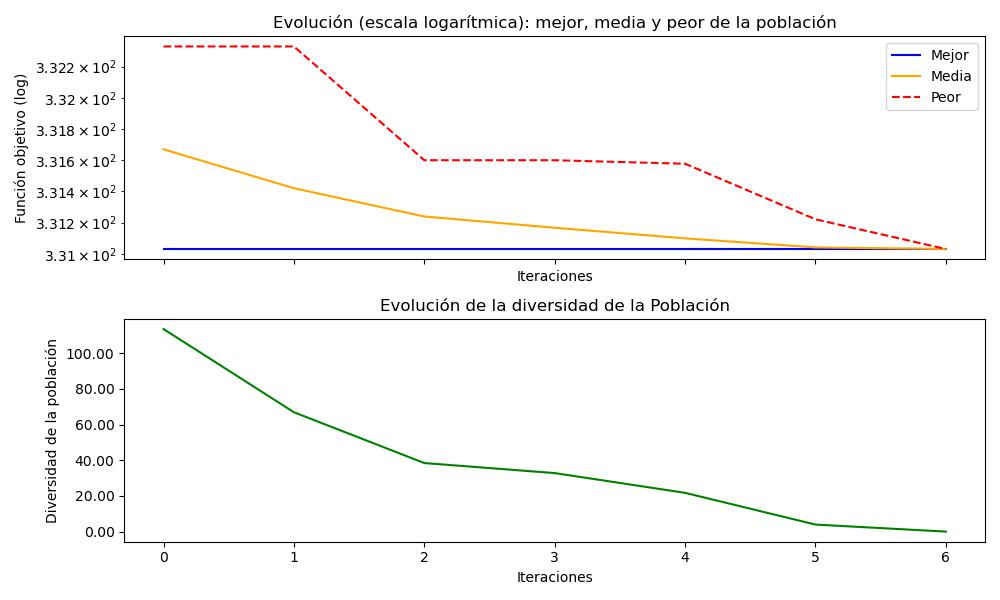 Evolución (escala logarítmica): mejor, media y peor de la población
Función objetivo (log)
3.322 × 10²
3.32 × 10²
3.318 × 10²
3.316 × 10²
3.314 × 10²
3.312 × 10²
3.31 × 10²
Mejor
Media
Peor
Iteraciones
Evolución de la diversidad de la Población
Diversidad de la población
100.00
80.00
60.00
40.00
20.00
0.00
0 1 2 3 4 5 6
Iteraciones